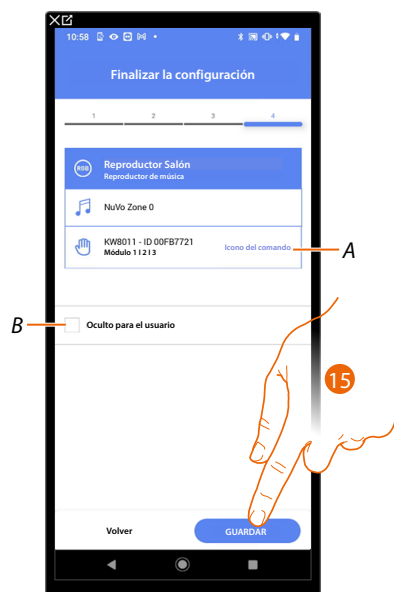 10:58
Finalizar la configuración
1 2 3 4
RGB
Reproductor Salón
Reproductor de música
NuVo Zone 0
KW8011 - ID 00FB7721
Módulo 1 I 2 I 3
Icono del comando
A
B
Oculto para el usuario
15
Volver
GUARDAR